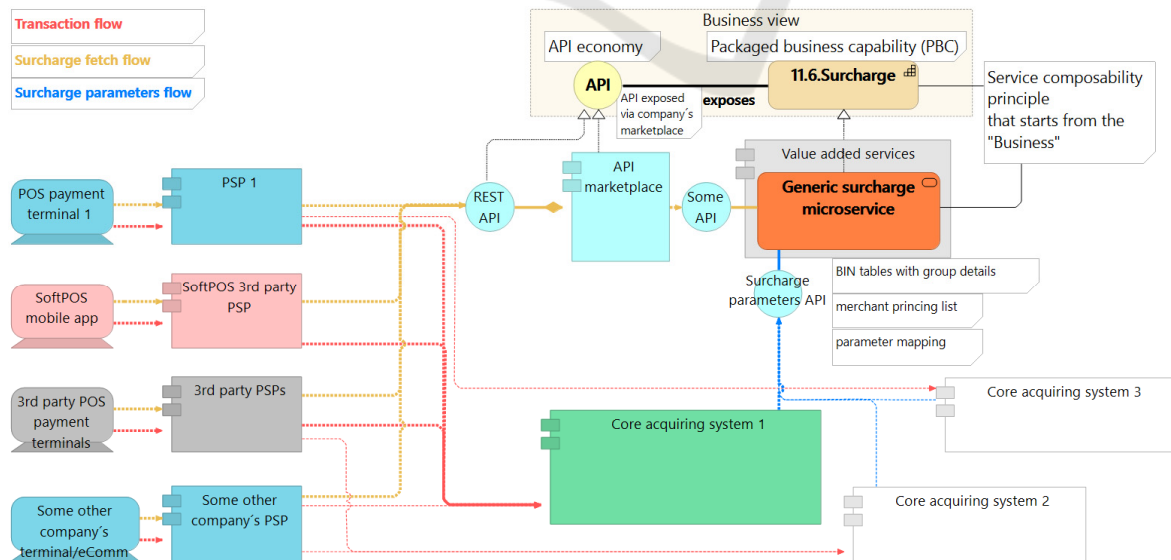 Transaction flow
Surcharge fetch flow
Surcharge parameters flow
Business view
API economy
Packaged business capability (PBC)
API
11.6.Surcharge
exposes
API exposed
via company´s
marketplace
Service composability
principle
that starts from the
"Business"
POS payment
terminal 1
PSP 1
REST
API
API
marketplace
Some
API
Value added services
Generic surcharge
microservice
BIN tables with group details
merchant princing list
parameter mapping
Surcharge
parameters API
SoftPOS
mobile app
SoftPOS 3rd party
PSP
3rd party POS
payment
terminals
3rd party PSPs
Core acquiring system 1
Core acquiring system 3
Core acquiring system 2
Some other
company´s
terminal/eComm
Some other
company´s PSP